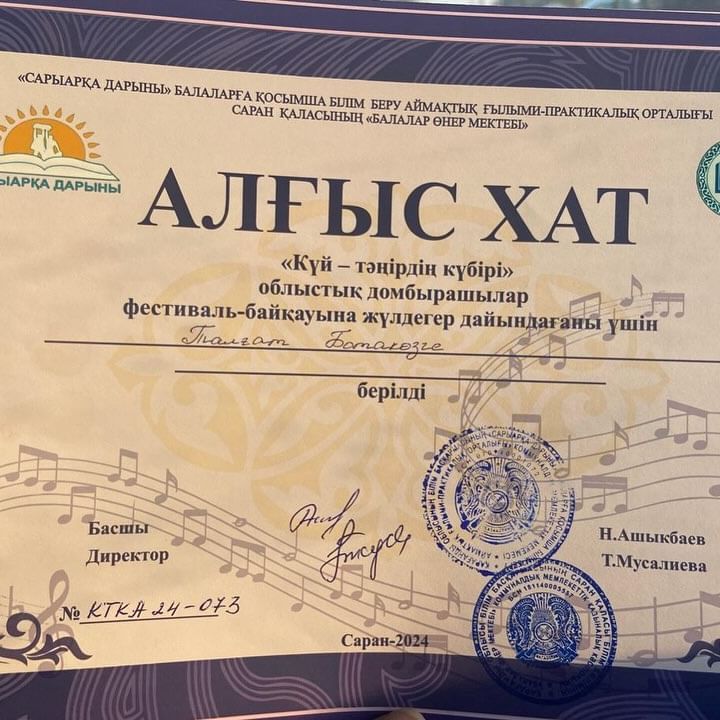 «САРЫАРҚА ДАРЫНЫ» БАЛАЛАРҒА ҚОСЫМША БІЛІМ БЕРУ АЙМАҚТЫҚ ҒЫЛЫМИ-ПРАКТИКАЛЫҚ ОРТАЛЫҒЫ
САРАН ҚАЛАСЫНЫҢ «БАЛАЛАР ӨНЕР МЕКТЕБІ»
ЫАРҚА ДАРЫНЫ
АЛҒЫС ХАТ
«Күй – тәңірдің күбірі»
облыстық домбырашылар
фестиваль-байқауына жүлдегер дайындағаны үшін
Талғат Ботакөзге
берілді
Басшы
Н.Ашыкбаев
Директор
Т.Мусалиева
№ КТКА 24-073
Саран-2024